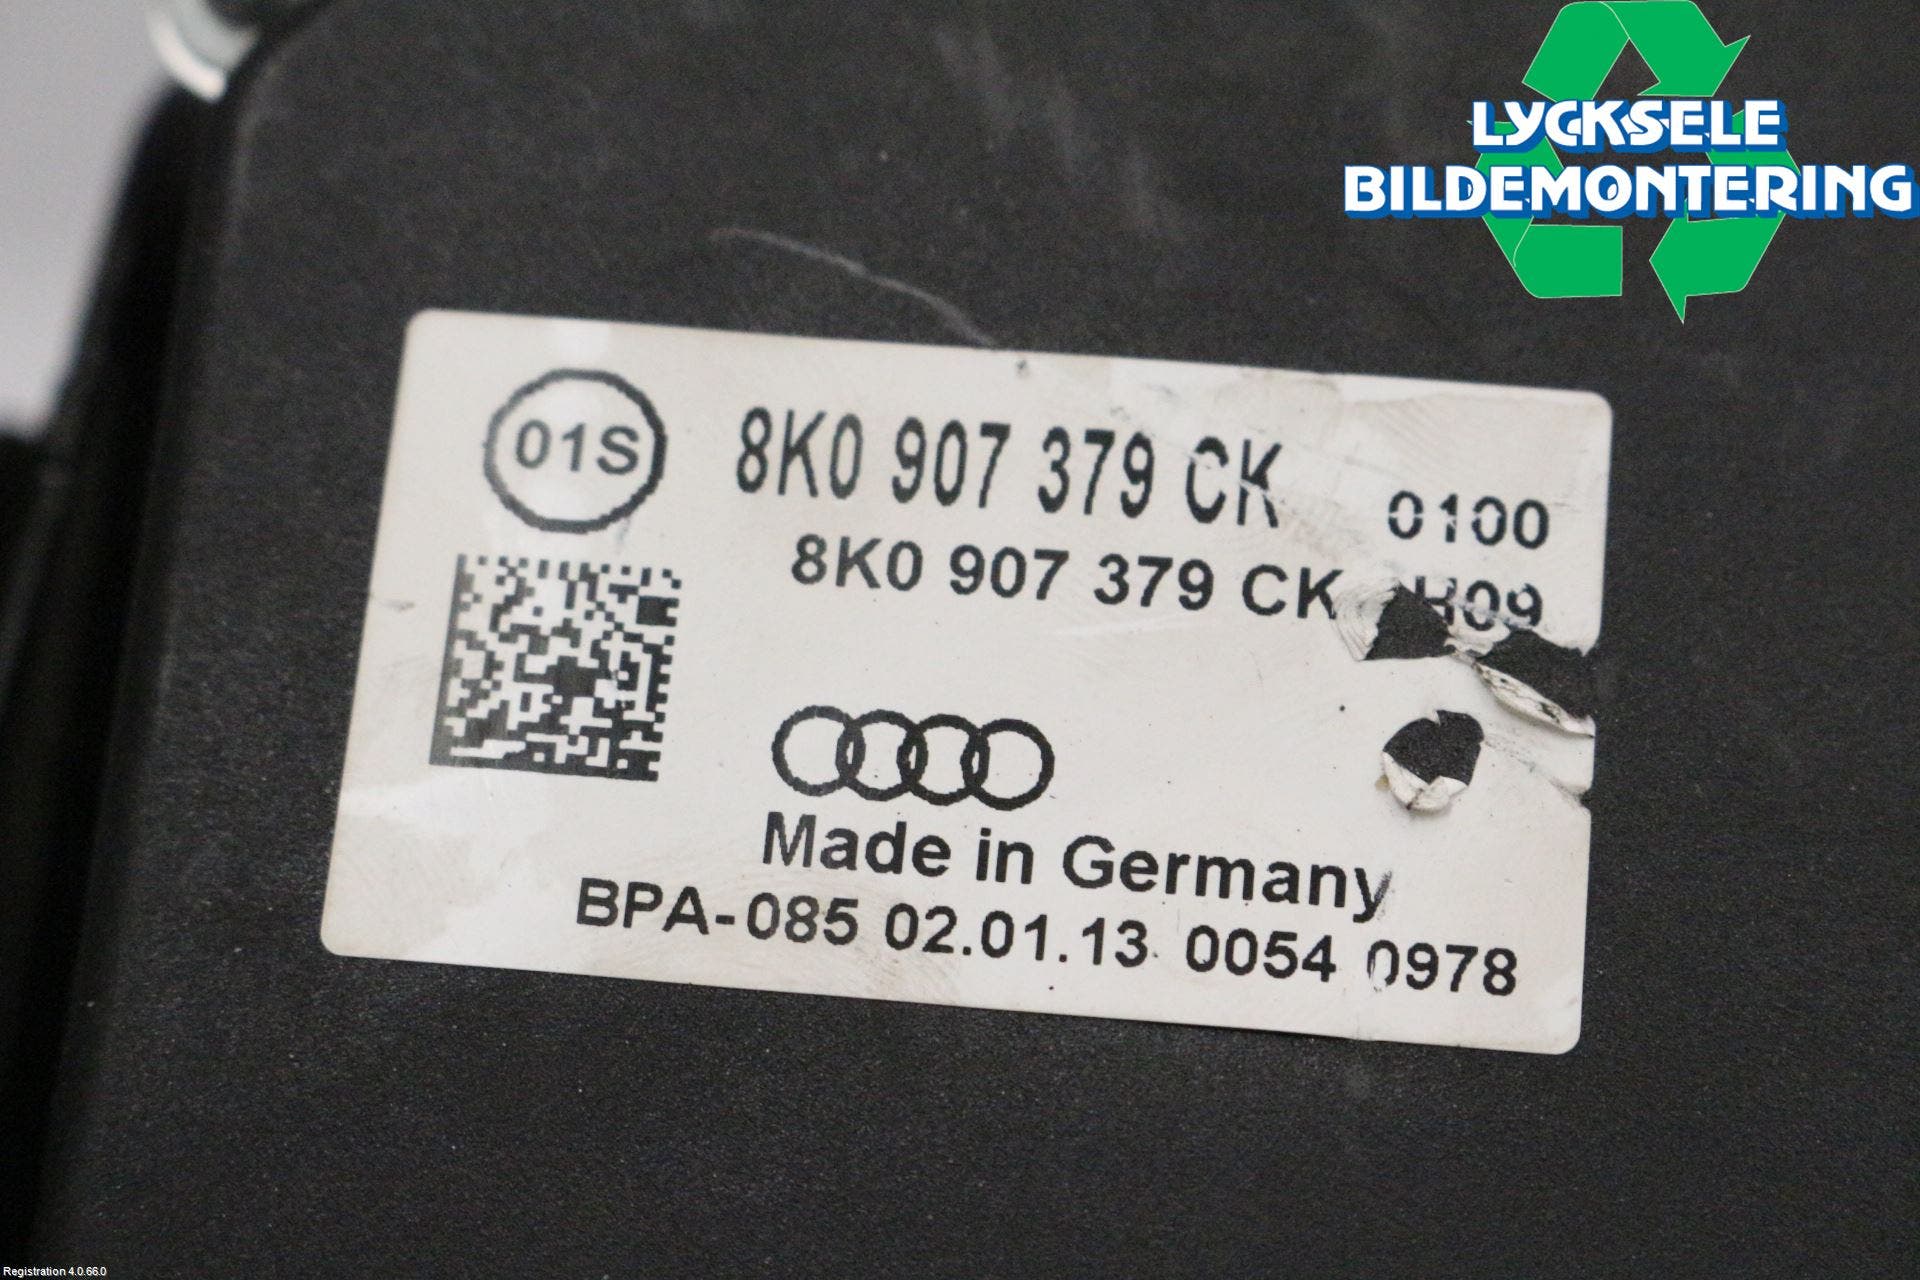 LYCKSELE
BILDEMONTERING
01S
8K0 907 379 CK 0100
8K0 907 379 CK H09
Made in Germany
BPA-085 02.01.13 0054 0978
Registration 4.0.66.0